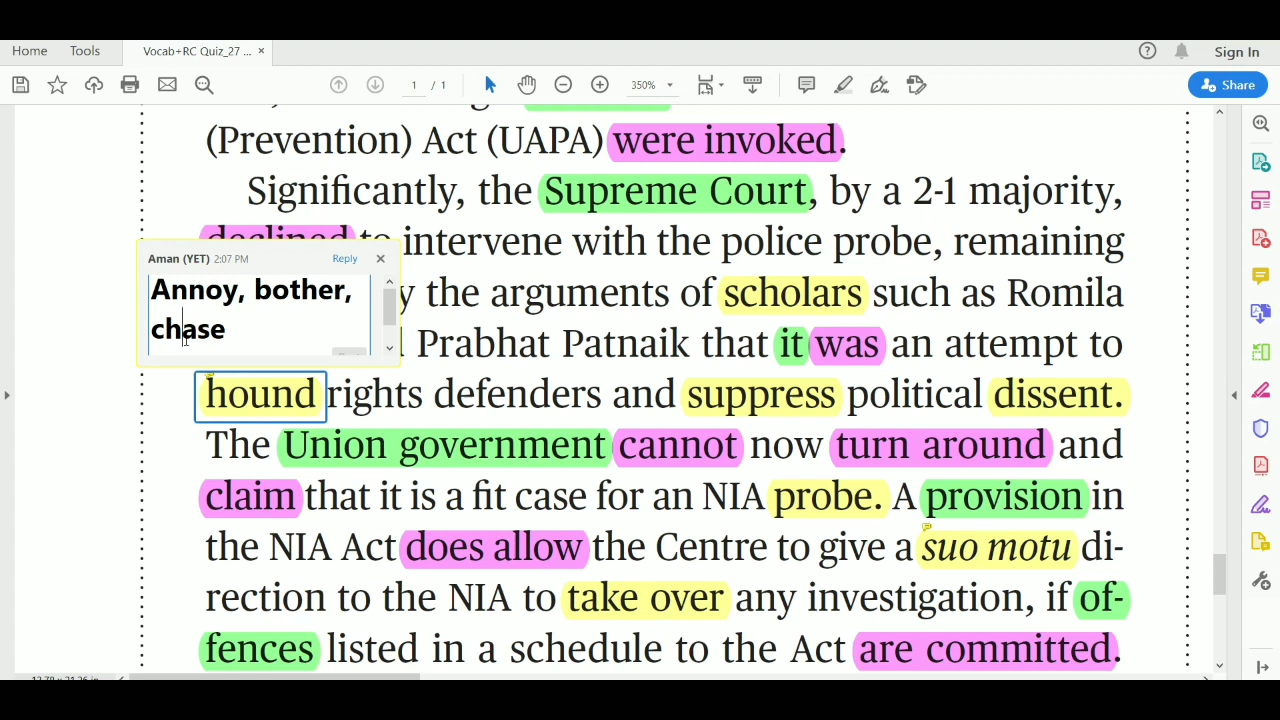 Home Tools Vocab+RC Quiz_27 ... × Sign In
1 / 1 350% Share
(Prevention) Act (UAPA) were invoked.
Significantly, the Supreme Court, by a 2-1 majority,
declined to intervene with the police probe, remaining
Aman (YET) 2:07 PM Reply
Annoy, bother,
chase
y the arguments of scholars such as Romila
Prabhat Patnaik that it was an attempt to
hound rights defenders and suppress political dissent.
The Union government cannot now turn around and
claim that it is a fit case for an NIA probe. A provision in
the NIA Act does allow the Centre to give a suo motu di-
rection to the NIA to take over any investigation, if of-
fences listed in a schedule to the Act are committed.